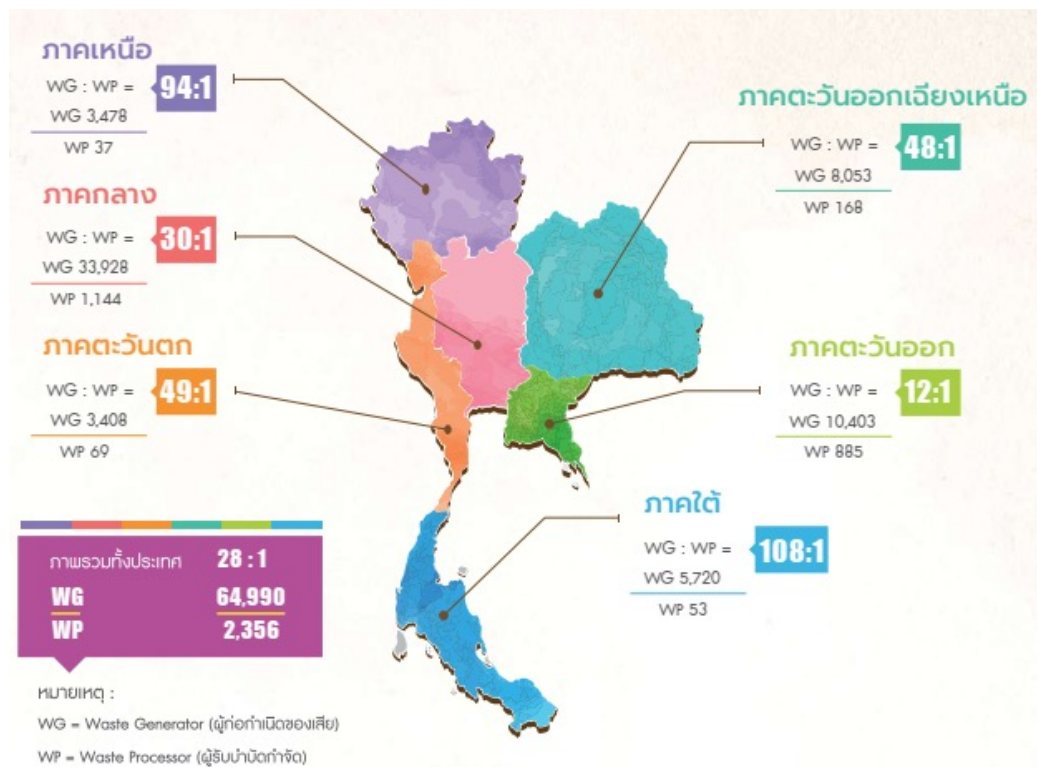 ภาคเหนือ
WG : WP = 94:1
WG 3,478
WP 37
ภาคกลาง
WG : WP = 30:1
WG 33,928
WP 1,144
ภาคตะวันตก
WG : WP = 49:1
WG 3,408
WP 69
ภาคตะวันออกเฉียงเหนือ
WG : WP = 48:1
WG 8,053
WP 168
ภาคตะวันออก
WG : WP = 12:1
WG 10,403
WP 885
ภาคใต้
WG : WP = 108:1
WG 5,720
WP 53
ภาพรวมทั้งประเทศ 28 : 1
WG 64,990
WP 2,356
หมายเหตุ :
WG = Waste Generator (ผู้ก่อกำเนิดของเสีย)
WP = Waste Processor (ผู้รับบำบัดกำจัด)